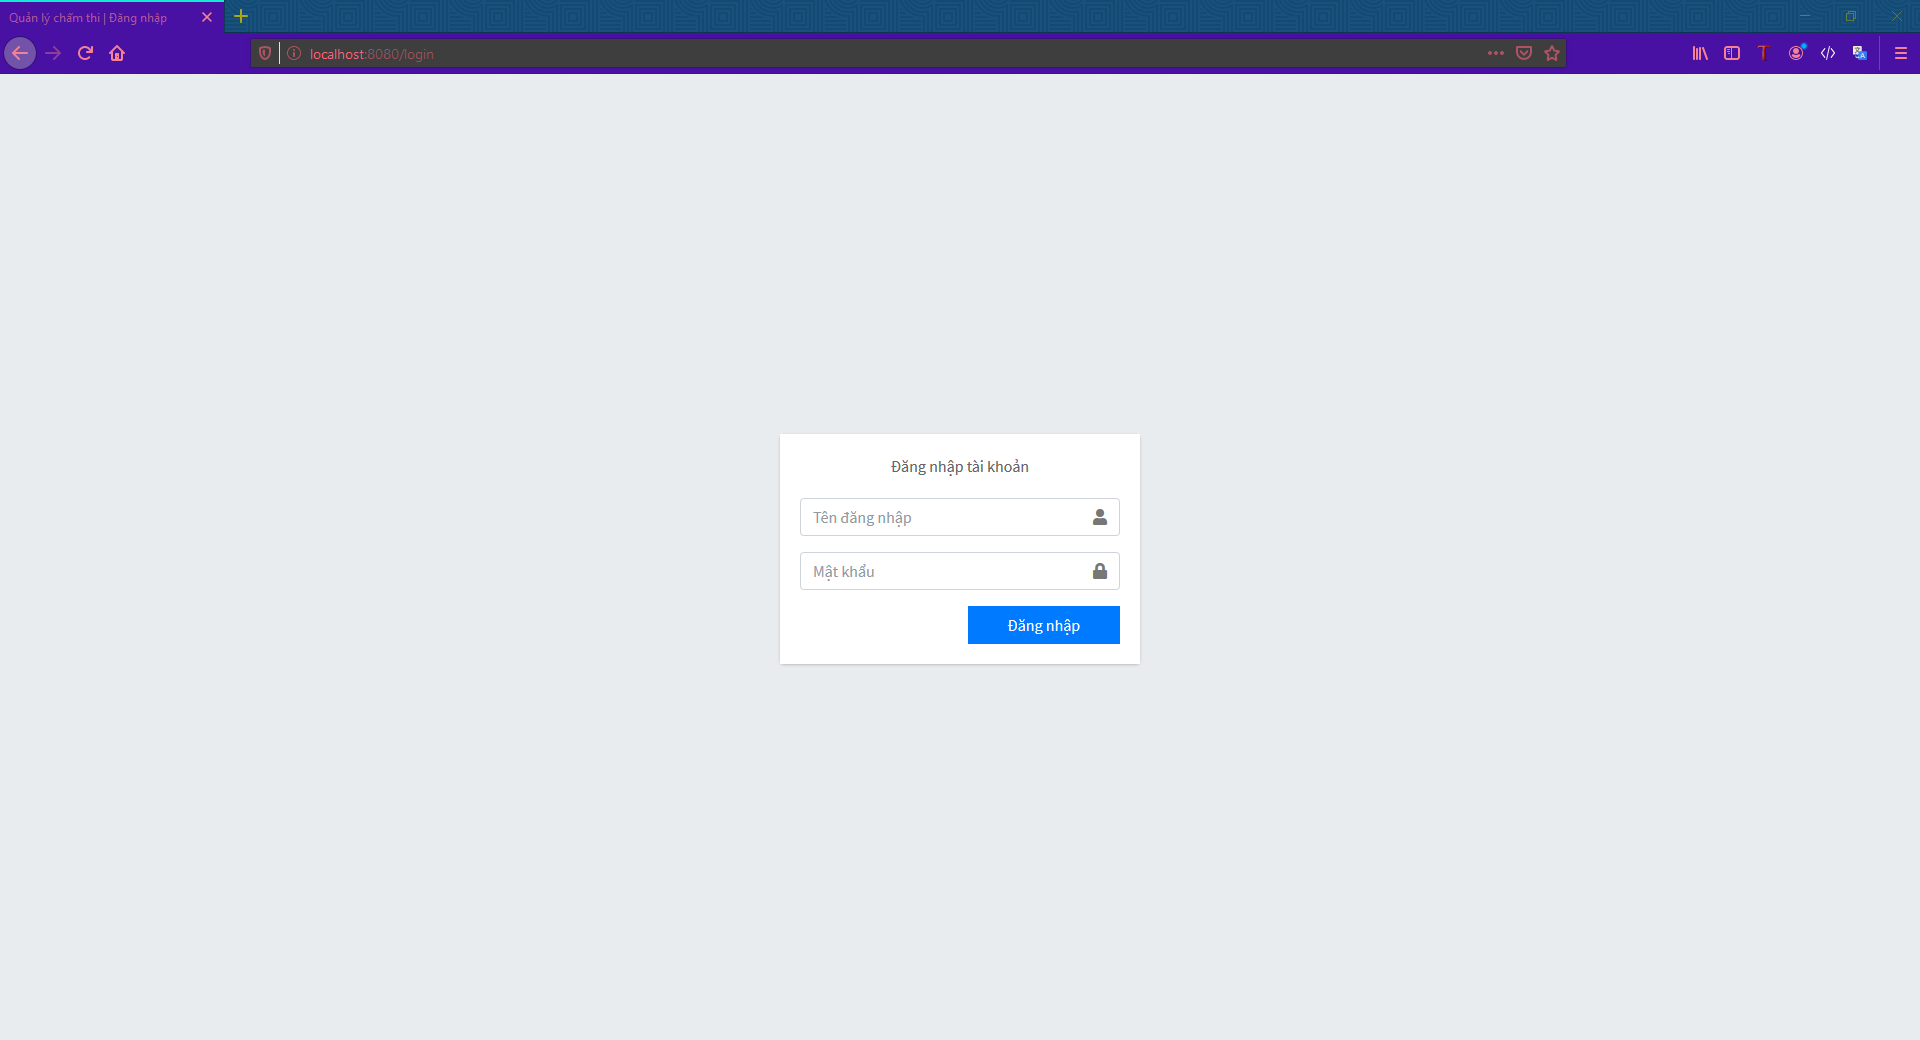 Quản lý chấm thi | Đăng nhập
localhost:8080/login
Đăng nhập tài khoản
Tên đăng nhập
Mật khẩu
Đăng nhập